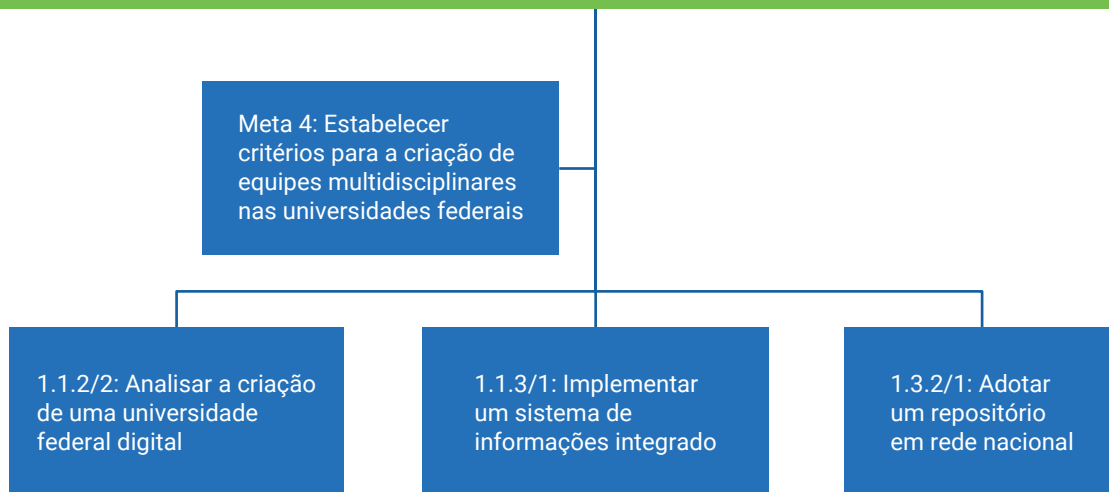 Meta 4: Estabelecer
critérios para a criação de
equipes multidisciplinares
nas universidades federais
1.1.2/2: Analisar a criação
de uma universidade
federal digital
1.1.3/1: Implementar
um sistema de
informações integrado
1.3.2/1: Adotar
um repositório
em rede nacional